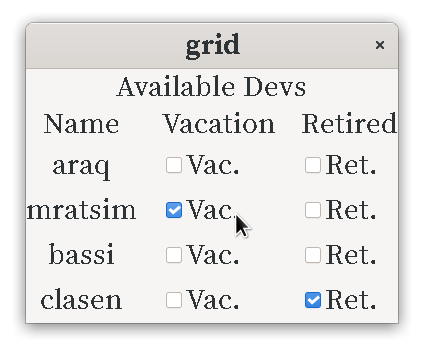 grid
Available Devs
Name Vacation Retired
araq Vac. Ret.
mratsim Vac. Ret.
bassi Vac. Ret.
clasen Vac. Ret.